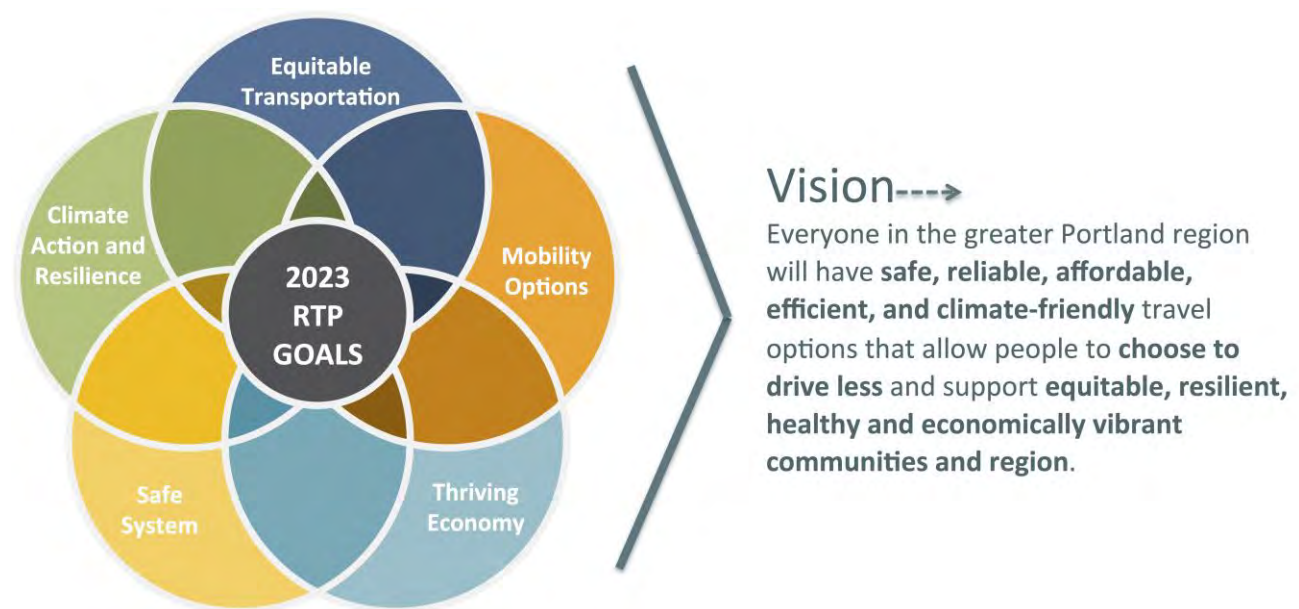 Equitable
Transportation
Climate
Action and
Resilience
Mobility
Options
2023
RTP
GOALS
Safe
System
Thriving
Economy
Vision
Everyone in the greater Portland region
will have safe, reliable, affordable,
efficient, and climate-friendly travel
options that allow people to choose to
drive less and support equitable, resilient,
healthy and economically vibrant
communities and region.